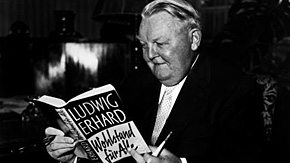 LUDWIG
ERHARD
Wohlstand
für Alle